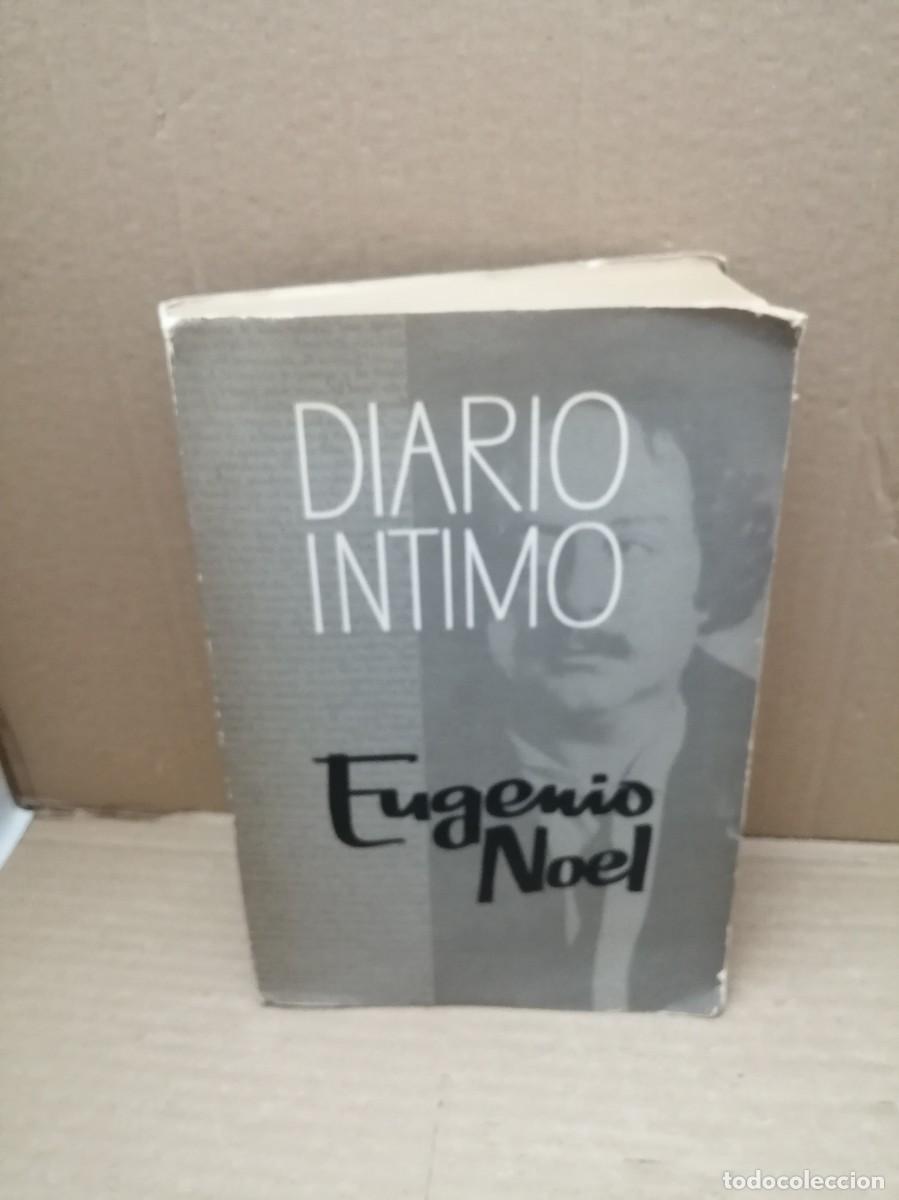 DIARIO
INTIMO
Eugenio
Noel
todocoleccion